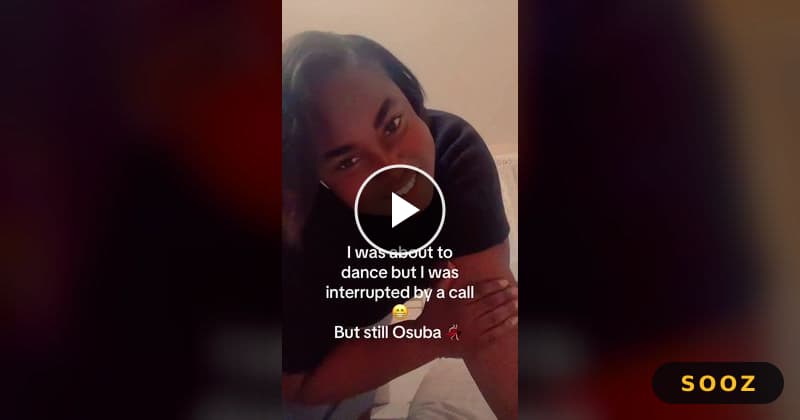 I was about to
dance but I was
interrupted by a call
😁
But still Osuba 💃
SOOZ